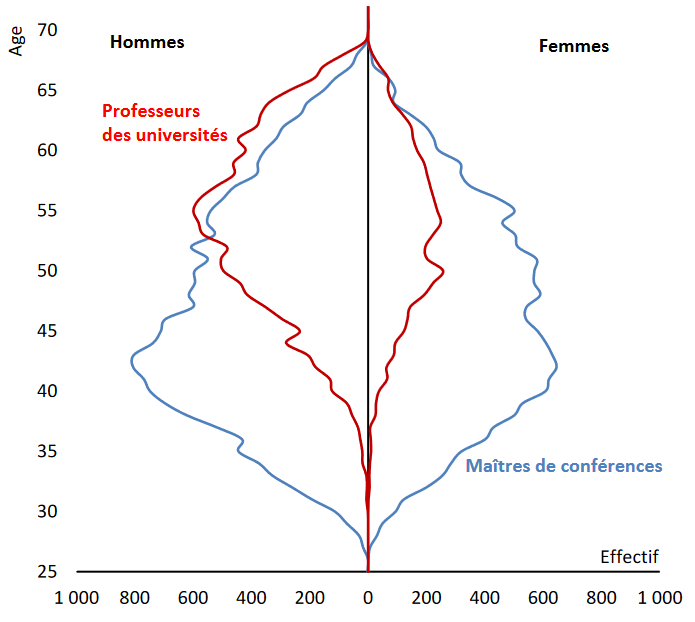 Age
70
Hommes
Femmes
65
Professeurs
des universités
60
55
50
45
40
35
Maîtres de conférences
30
Effectif
25
1 000 800 600 400 200 0 200 400 600 800 1 000